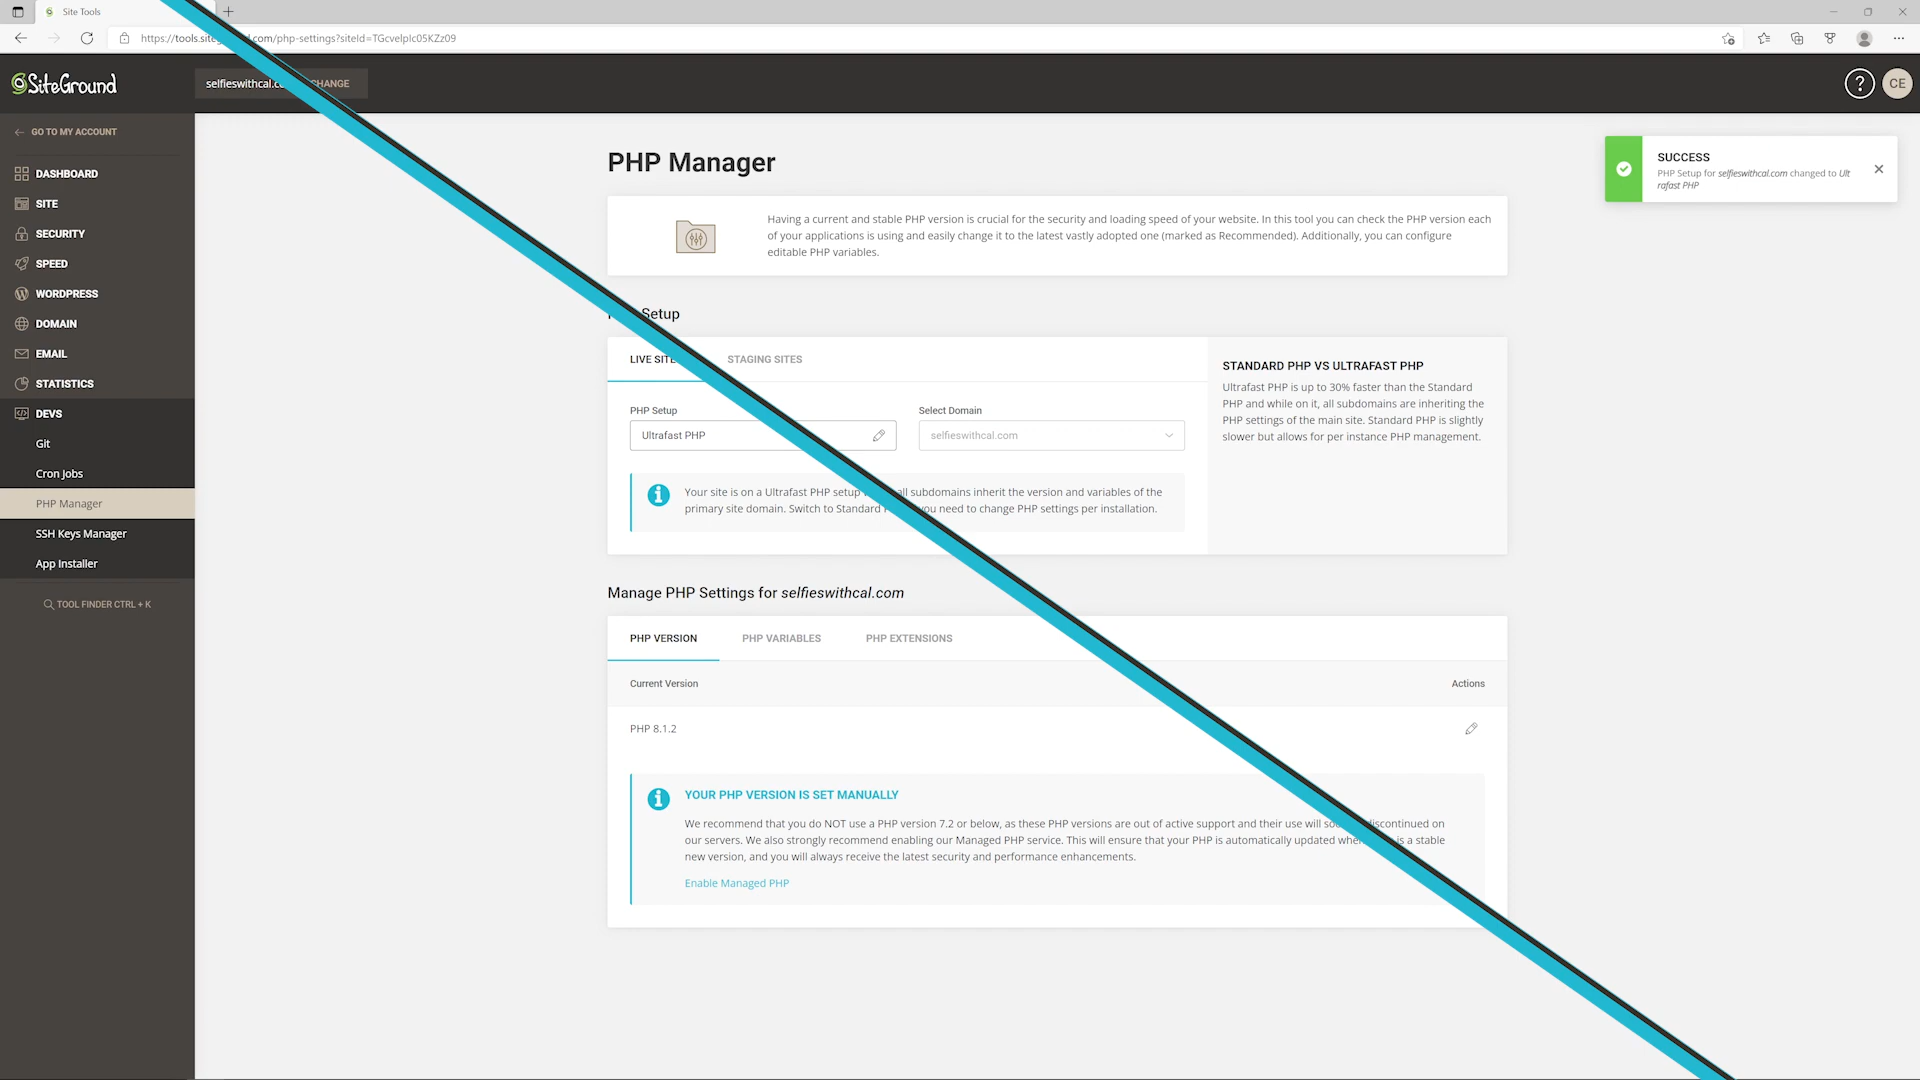 Site Tools
https://tools.siteg d.com/php-settings?siteId=TGcvelpIc05KZz09
SiteGround
selfieswithcal.c
HANGE
?
CE
GO TO MY ACCOUNT
DASHBOARD
SITE
SECURITY
SPEED
WORDPRESS
DOMAIN
EMAIL
STATISTICS
DEVS
Git
Cron Jobs
PHP Manager
SSH Keys Manager
App Installer
TOOL FINDER CTRL + K
PHP Manager
Having a current and stable PHP version is crucial for the security and loading speed of your website. In this tool you can check the PHP version each
of your applications is using and easily change it to the latest vastly adopted one (marked as Recommended). Additionally, you can configure
editable PHP variables.
SUCCESS
PHP Setup for selfieswithcal.com changed to Ult
rafast PHP
Setup
LIVE SITE
STAGING SITES
PHP Setup
Ultrafast PHP
Select Domain
selfieswithcal.com
Your site is on a Ultrafast PHP setup all subdomains inherit the version and variables of the
primary site domain. Switch to Standard you need to change PHP settings per installation.
STANDARD PHP VS ULTRAFAST PHP
Ultrafast PHP is up to 30% faster than the Standard
PHP and while on it, all subdomains are inheriting the
PHP settings of the main site. Standard PHP is slightly
slower but allows for per instance PHP management.
Manage PHP Settings for selfieswithcal.com
PHP VERSION
PHP VARIABLES
PHP EXTENSIONS
Current Version
Actions
PHP 8.1.2
YOUR PHP VERSION IS SET MANUALLY
We recommend that you do NOT use a PHP version 7.2 or below, as these PHP versions are out of active support and their use will discontinued on
our servers. We also strongly recommend enabling our Managed PHP service. This will ensure that your PHP is automatically updated is a stable
new version, and you will always receive the latest security and performance enhancements.
Enable Managed PHP